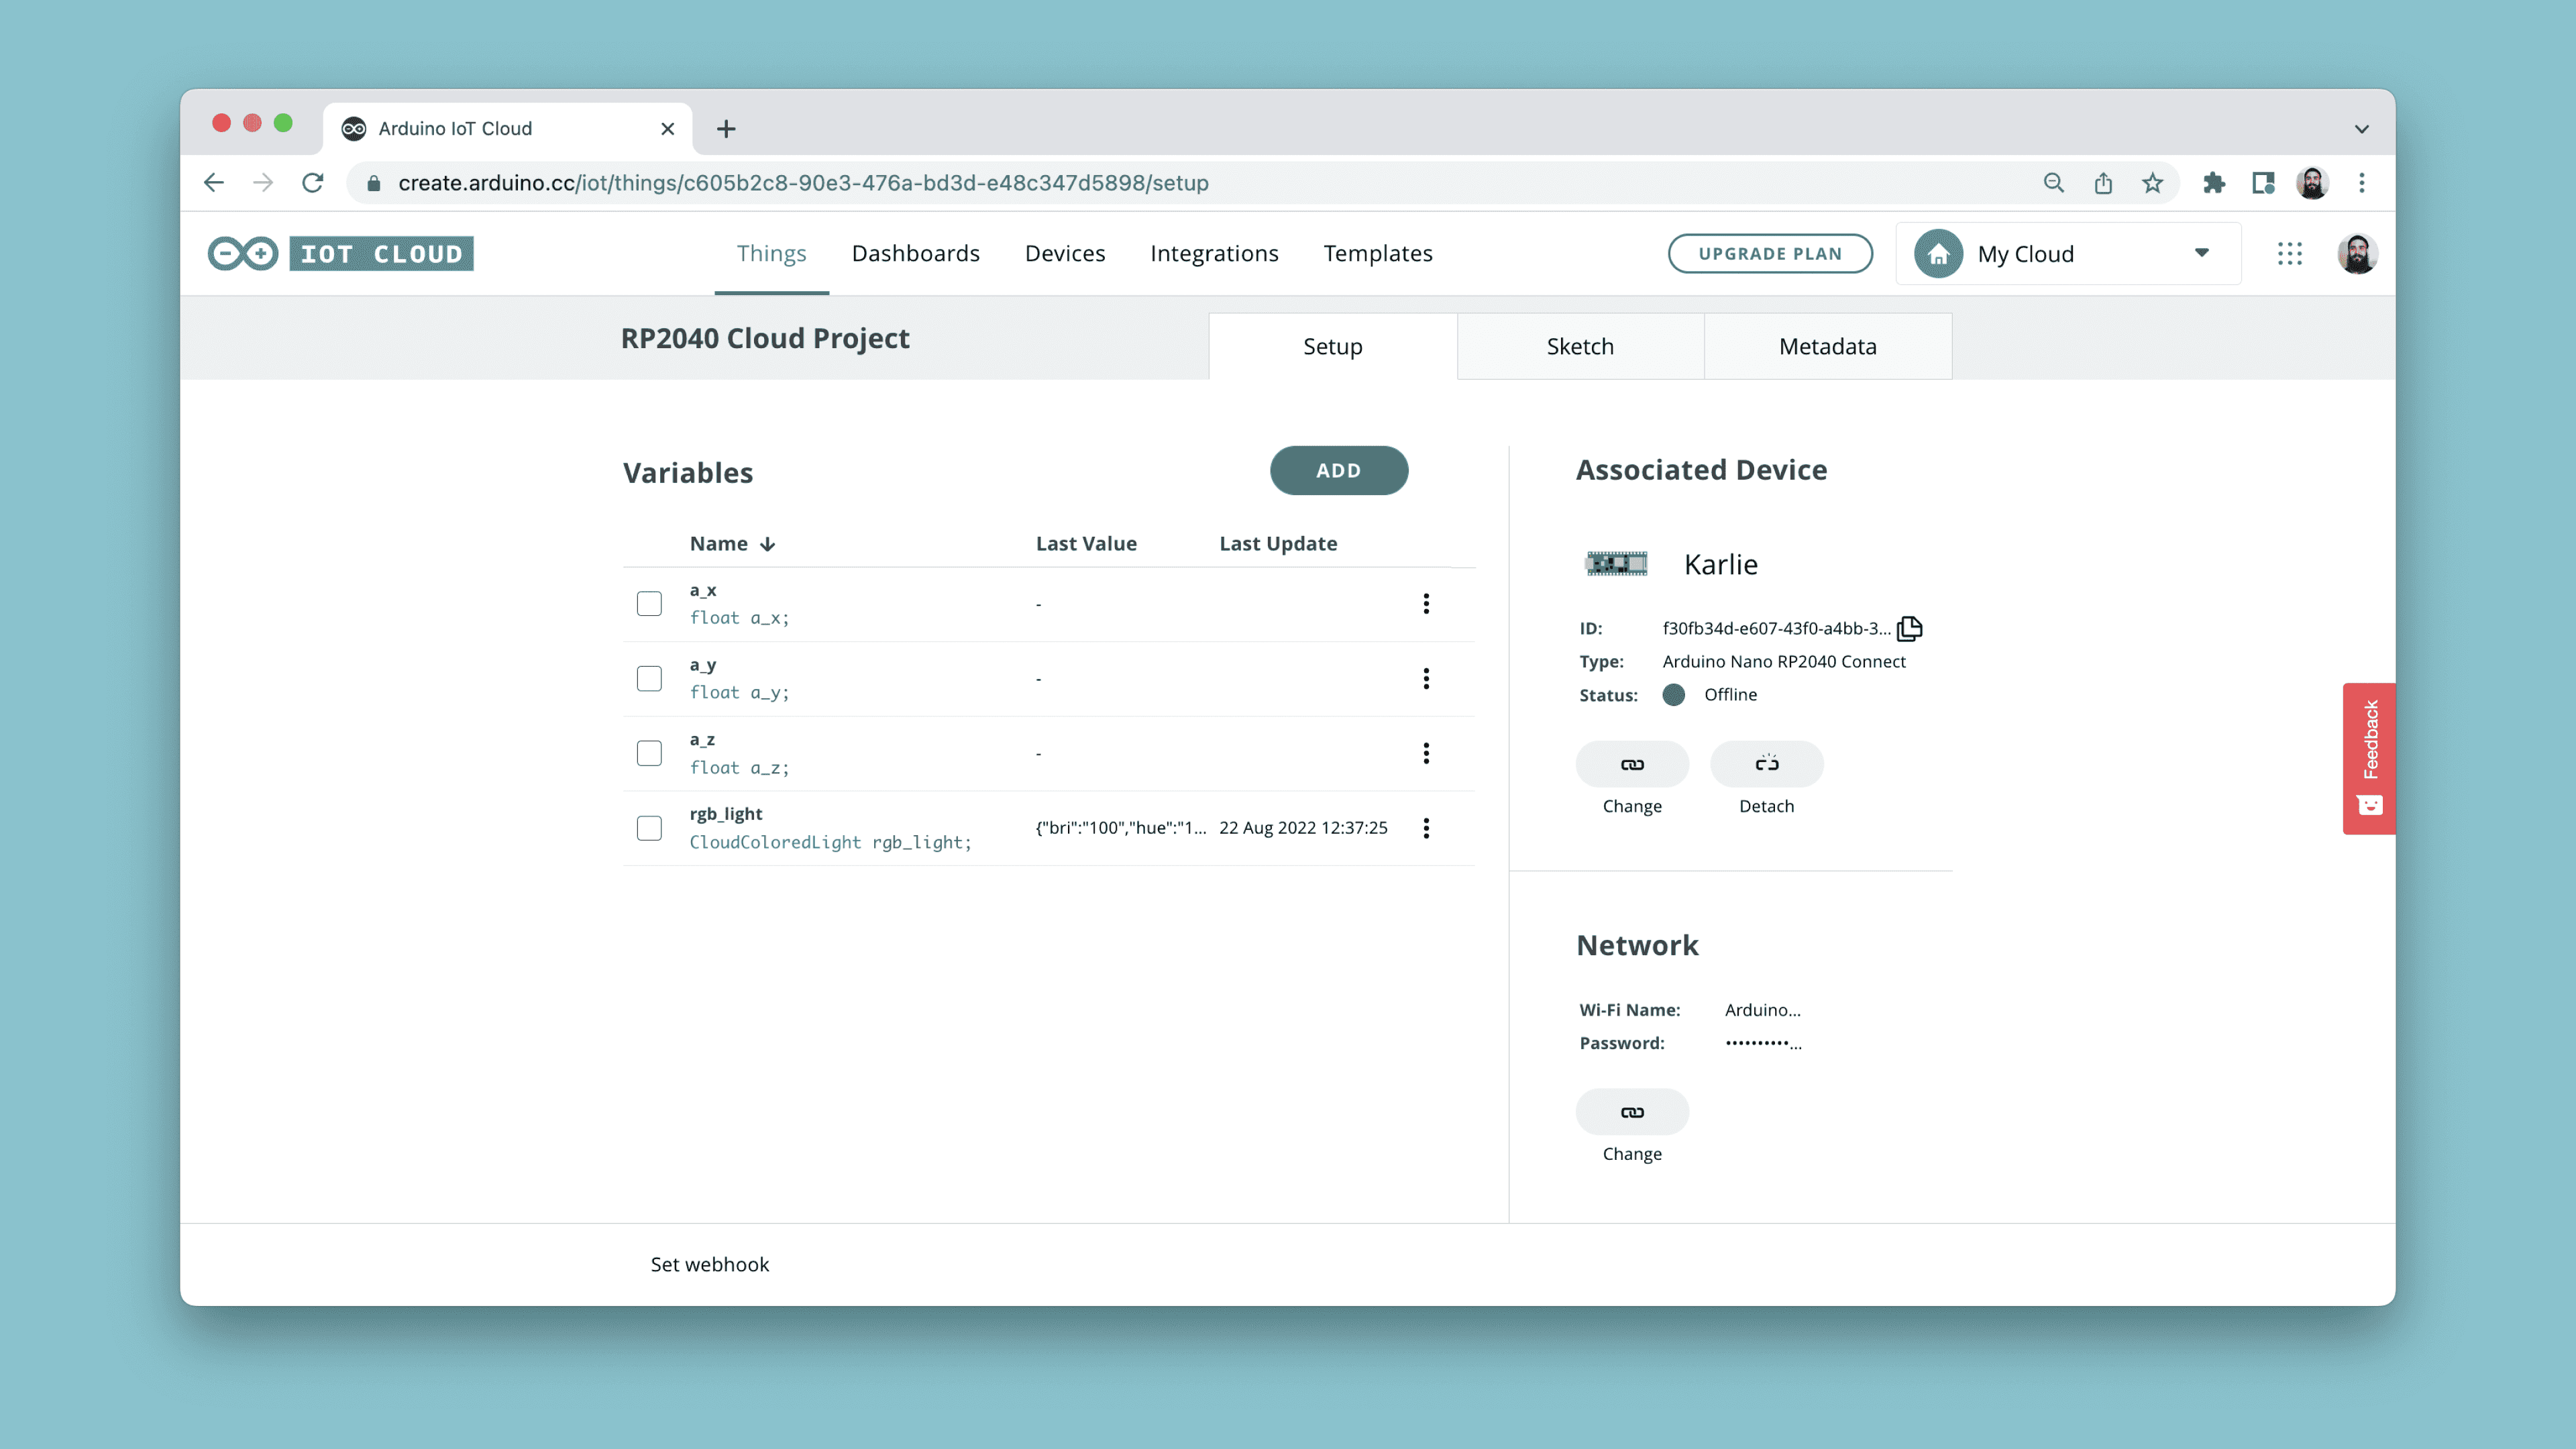 Arduino IoT Cloud
create.arduino.cc/iot/things/c605b2c8-90e3-476a-bd3d-e48c347d5898/setup
IOT CLOUD
Things Dashboards Devices Integrations Templates
UPGRADE PLAN
My Cloud
RP2040 Cloud Project
Setup Sketch Metadata
Variables
ADD
Name Last Value Last Update
a_x
float a_x;
-
a_y
float a_y;
-
a_z
float a_z;
-
rgb_light
CloudColoredLight rgb_light;
{"bri":"100","hue":"1... 22 Aug 2022 12:37:25
Associated Device
Karlie
ID: f30fb34d-e607-43f0-a4bb-3...
Type: Arduino Nano RP2040 Connect
Status: Offline
Change Detach
Network
Wi-Fi Name: Arduino...
Password: ••••••••••...
Change
Feedback
Set webhook